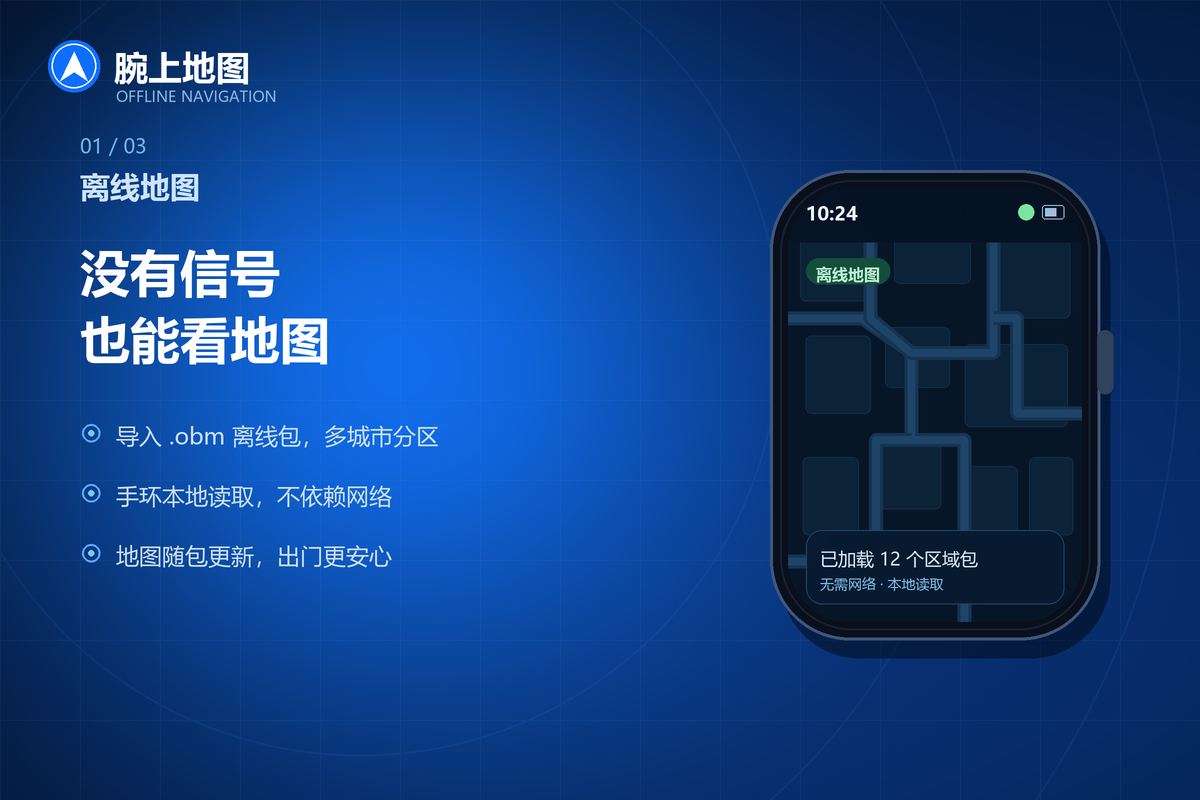 腕上地图
OFFLINE NAVIGATION
01 / 03
离线地图
没有信号
也能看地图
导入 .obm 离线包，多城市分区
手环本地读取，不依赖网络
地图随包更新，出门更安心
10:24
离线地图
已加载 12 个区域包
无需网络 · 本地读取